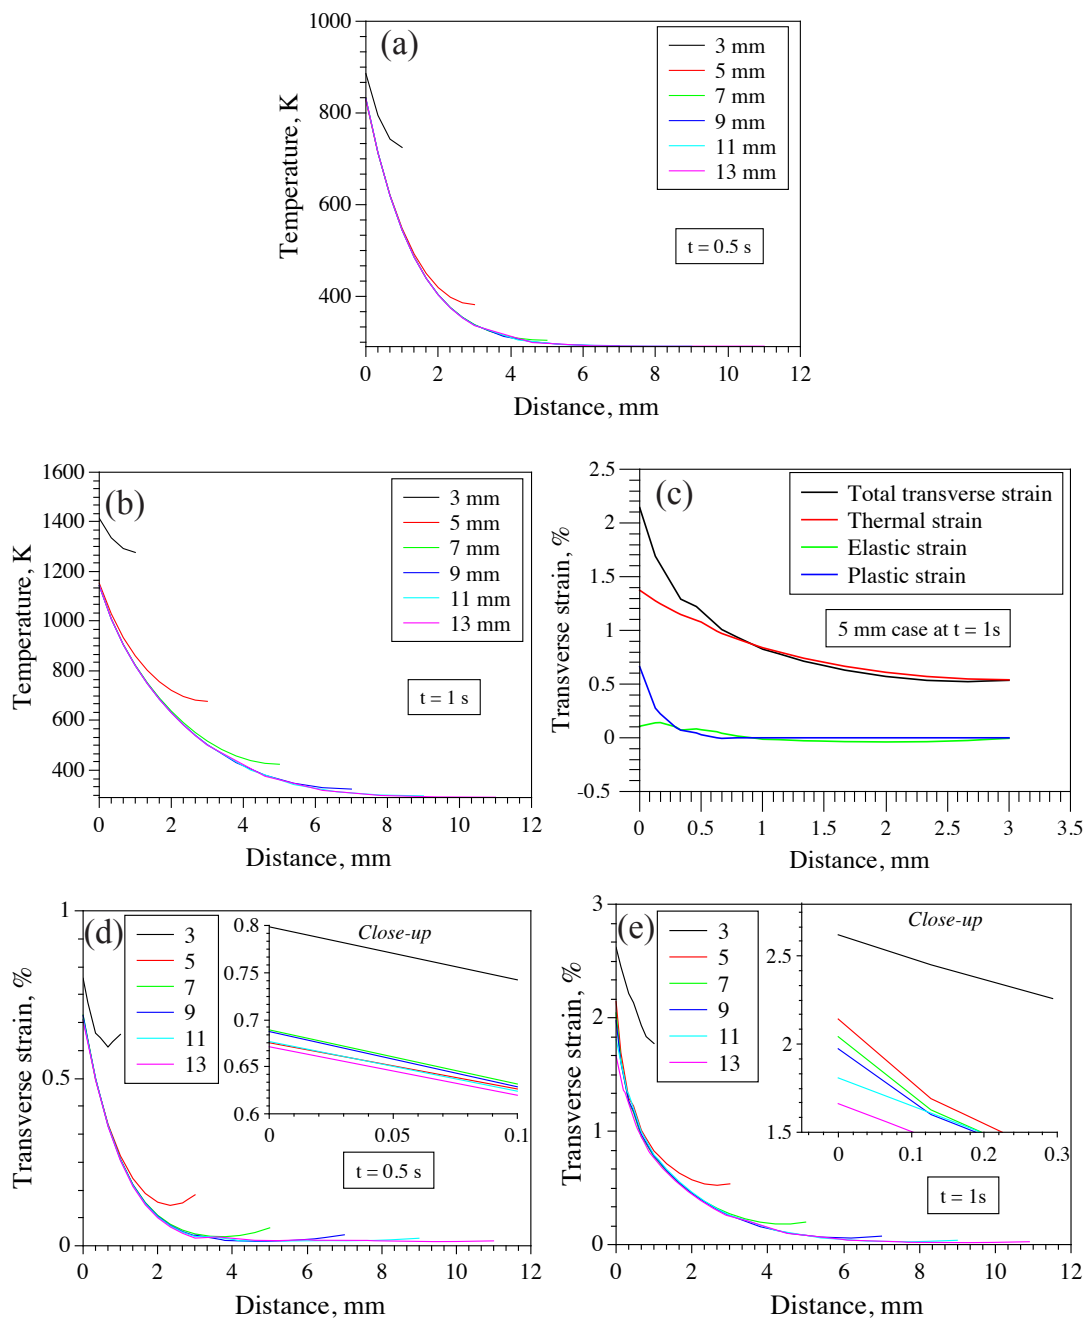 (a)
1000
800
600
400
Temperature, K
3 mm
5 mm
7 mm
9 mm
11 mm
13 mm
t = 0.5 s
0 2 4 6 8 10 12
Distance, mm
(b)
1600
1400
1200
1000
800
600
400
Temperature, K
3 mm
5 mm
7 mm
9 mm
11 mm
13 mm
t = 1 s
0 2 4 6 8 10 12
Distance, mm
(c)
2.5
2
1.5
1
0.5
0
-0.5
Transverse strain, %
Total transverse strain
Thermal strain
Elastic strain
Plastic strain
5 mm case at t = 1s
0 0.5 1 1.5 2 2.5 3 3.5
Distance, mm
(d)
1
0.5
0
Transverse strain, %
3
5
7
9
11
13
Close-up
0.8
0.75
0.7
0.65
0.6
0 0.05 0.1
t = 0.5 s
0 2 4 6 8 10 12
Distance, mm
(e)
3
2
1
0
Transverse strain, %
3
5
7
9
11
13
Close-up
2.5
2
1.5
0 0.1 0.2 0.3
t = 1s
0 2 4 6 8 10 12
Distance, mm